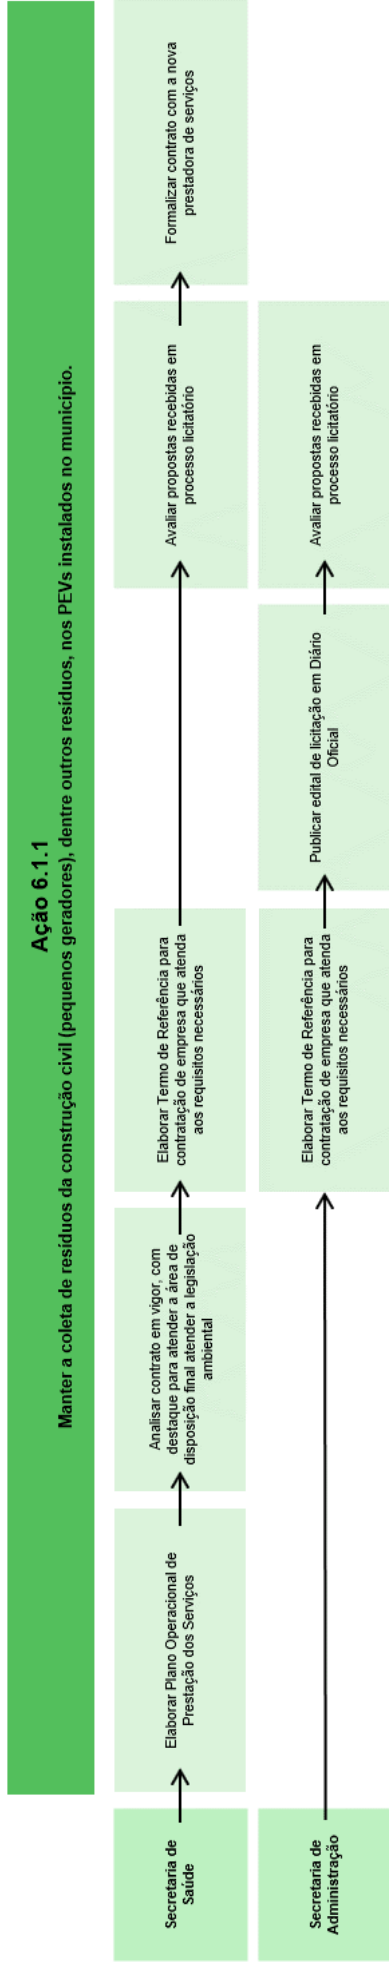 Ação 6.1.1
Manter a coleta de resíduos da construção civil (pequenos geradores), dentre outros resíduos, nos PEVs instalados no município.
Secretaria de
Saúde
Elaborar Plano Operacional de
Prestação dos Serviços
Analisar contrato em vigor, com
destaque para atender a área de
disposição final atender a legislação
ambiental
Elaborar Termo de Referência para
contratação de empresa que atenda
aos requisitos necessários
Avaliar propostas recebidas em
processo licitatório
Formalizar contrato com a nova
prestadora de serviços
Secretaria de
Administração
Elaborar Termo de Referência para
contratação de empresa que atenda
aos requisitos necessários
Publicar edital de licitação em Diário
Oficial
Avaliar propostas recebidas em
processo licitatório